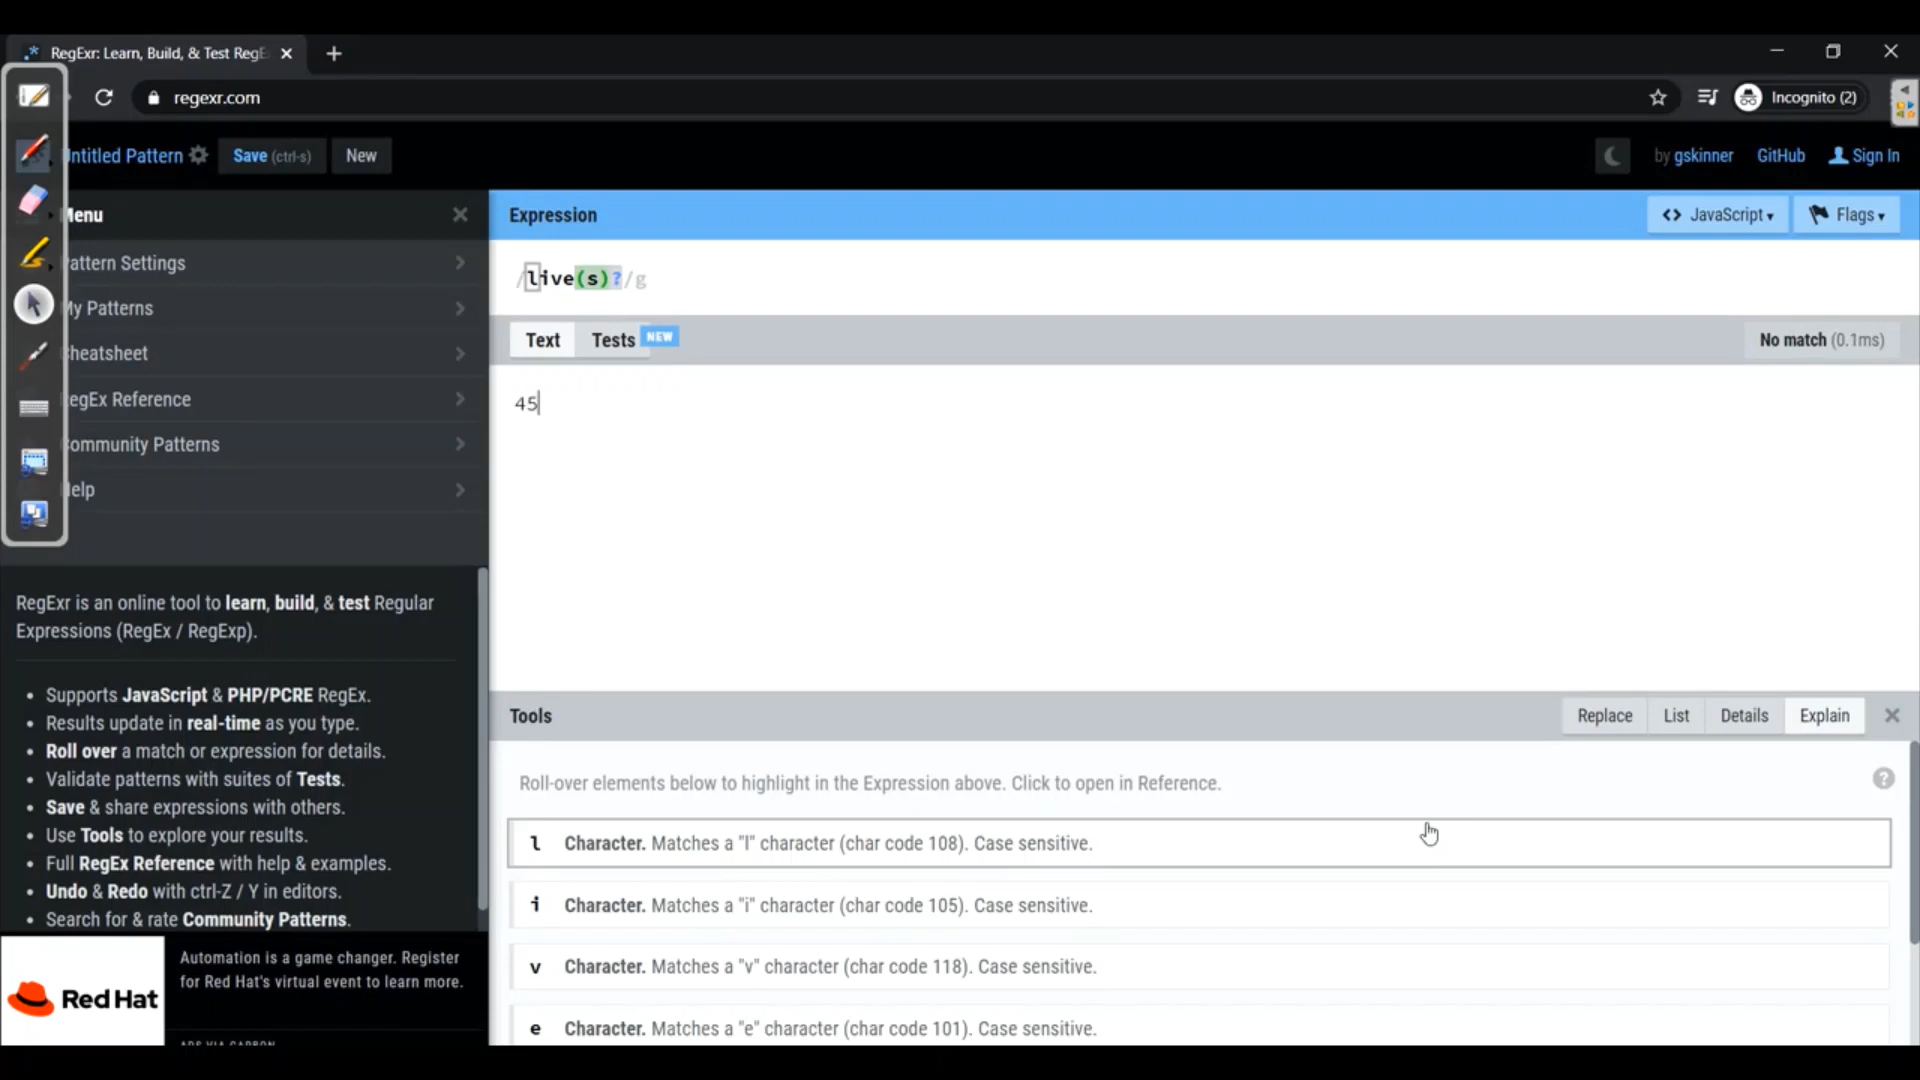 RegExr: Learn, Build, & Test RegE
regexr.com
Incognito (2)
ntitled Pattern
Save (ctrl-s)
New
by gskinner
GitHub
Sign In
Menu
attern Settings
My Patterns
heatsheet
egEx Reference
ommunity Patterns
elp
RegExr is an online tool to learn, build, & test Regular
Expressions (RegEx / RegExp).
• Supports JavaScript & PHP/PCRE RegEx.
• Results update in real-time as you type.
• Roll over a match or expression for details.
• Validate patterns with suites of Tests.
• Save & share expressions with others.
• Use Tools to explore your results.
• Full RegEx Reference with help & examples.
• Undo & Redo with ctrl-Z / Y in editors.
• Search for & rate Community Patterns.
Red Hat
Automation is a game changer. Register
for Red Hat's virtual event to learn more.
ADS VIA CARBON
Expression
<> JavaScript
Flags
/live(s)?/g
Text
Tests
NEW
No match (0.1ms)
45
Tools
Replace
List
Details
Explain
Roll-over elements below to highlight in the Expression above. Click to open in Reference.
?
l Character. Matches a "l" character (char code 108). Case sensitive.
i Character. Matches a "i" character (char code 105). Case sensitive.
v Character. Matches a "v" character (char code 118). Case sensitive.
e Character. Matches a "e" character (char code 101). Case sensitive.